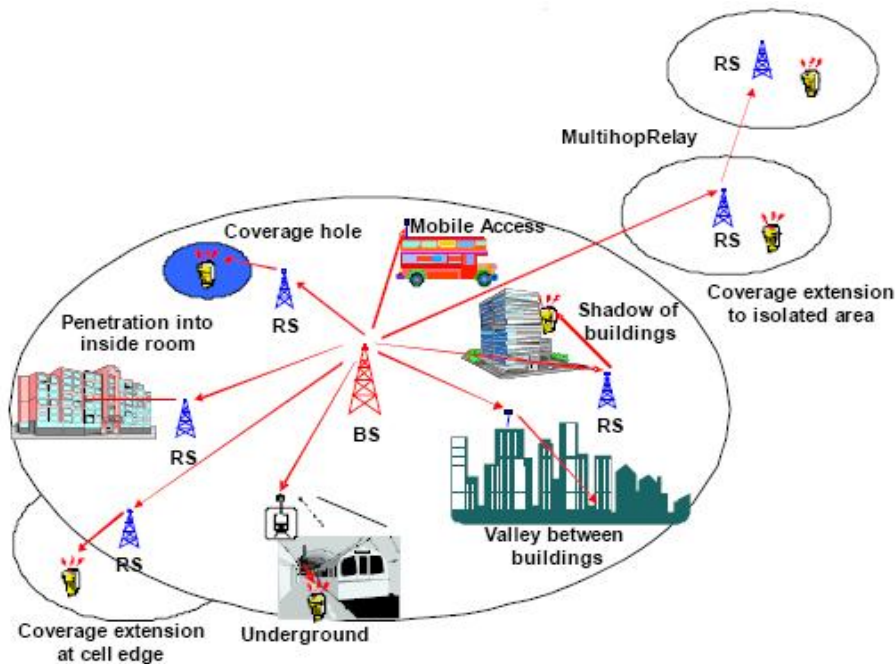 RS
MultihopRelay
RS
Coverage extension
to isolated area
Coverage hole
Mobile Access
RS
Shadow of
buildings
Penetration into
inside room
BS
RS
RS
RS
Valley between
buildings
Underground
Coverage extension
at cell edge